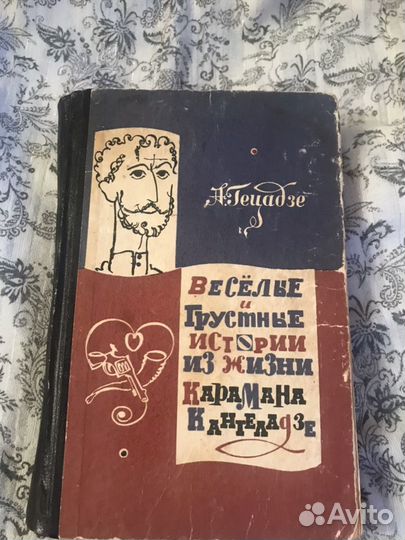 А. Гецадзе
Весёлые
и
Грустные
истории
из жизни
Карамана
Кантеладзе
Avito